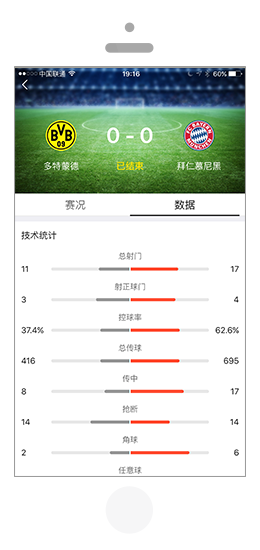 中国联通 19:16 60%
BVB 09 0 - 0 FC BAYERN MÜNCHEN
多特蒙德 已结束 拜仁慕尼黑
赛况 数据
技术统计
总射门
11 17
射正球门
3 4
控球率
37.4% 62.6%
总传球
416 695
传中
8 17
抢断
14 14
角球
2 6
任意球